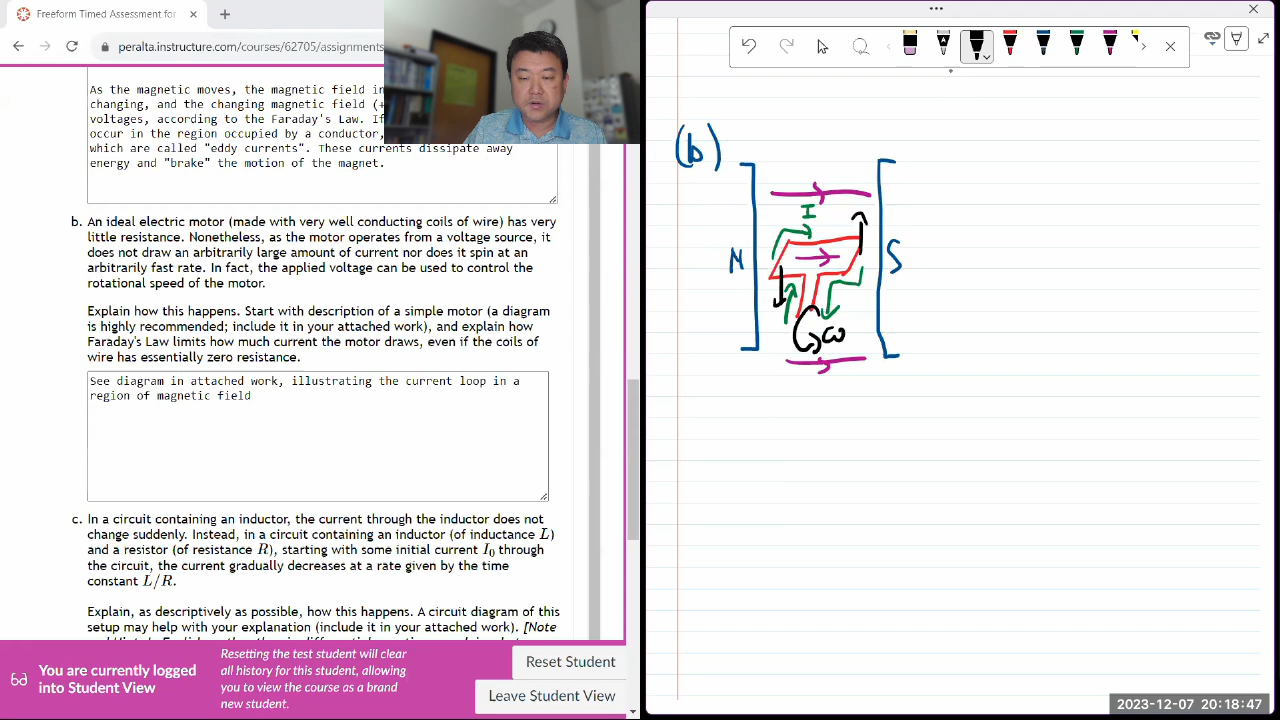 Freeform Timed Assessment for
peralta.instructure.com/courses/62705/assignments
As the magnetic moves, the magnetic field in
changing, and the changing magnetic field (+
voltages, according to the Faraday's Law. If
occur in the region occupied by a conductor,
which are called "eddy currents". These currents dissipate away
energy and "brake" the motion of the magnet.
b. An ideal electric motor (made with very well conducting coils of wire) has very
little resistance. Nonetheless, as the motor operates from a voltage source, it
does not draw an arbitrarily large amount of current nor does it spin at an
arbitrarily fast rate. In fact, the applied voltage can be used to control the
rotational speed of the motor.
Explain how this happens. Start with description of a simple motor (a diagram
is highly recommended; include it in your attached work), and explain how
Faraday's Law limits how much current the motor draws, even if the coils of
wire has essentially zero resistance.
See diagram in attached work, illustrating the current loop in a
region of magnetic field
c. In a circuit containing an inductor, the current through the inductor does not
change suddenly. Instead, in a circuit containing an inductor (of inductance L)
and a resistor (of resistance R), starting with some initial current I₀ through
the circuit, the current gradually decreases at a rate given by the time
constant L/R.
Explain, as descriptively as possible, how this happens. A circuit diagram of this
setup may help with your explanation (include it in your attached work). [Note
You are currently logged
into Student View
Resetting the test student will clear
all history for this student, allowing
you to view the course as a brand
new student.
Reset Student
Leave Student View
(b)
I
N
S
ω
2023-12-07 20:18:47